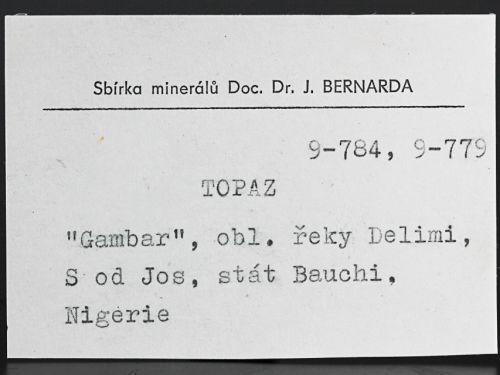 Sbírka minerálů Doc. Dr. J. BERNARDA
9-784, 9-779
TOPAZ
"Gambar", obl. řeky Delimi,
S od Jos, stát Bauchi,
Nigérie